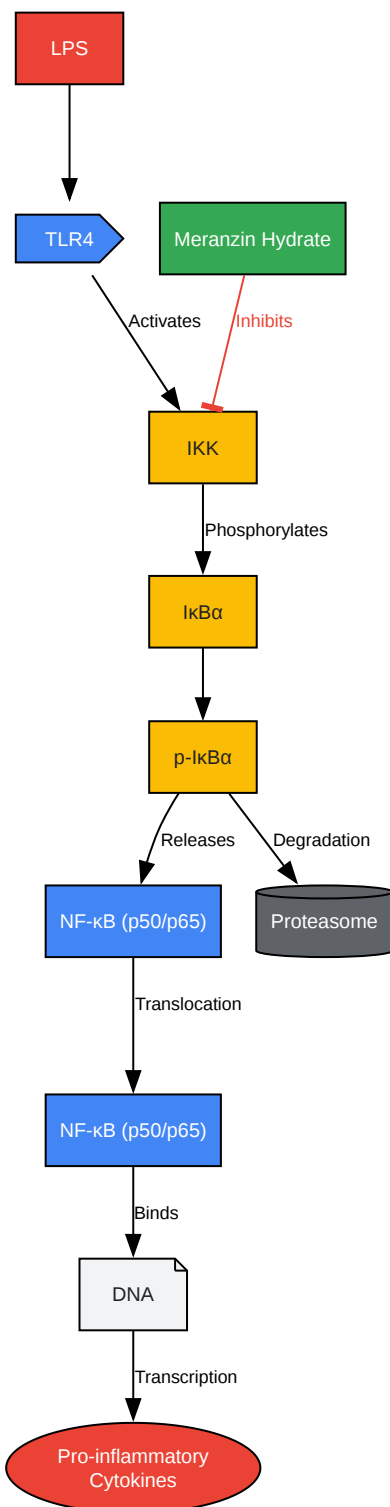 LPS
TLR4
Meranzin Hydrate
Activates
Inhibits
IKK
Phosphorylates
IκBα
p-IκBα
Releases
Degradation
NF-κB (p50/p65)
Proteasome
Translocation
NF-κB (p50/p65)
Binds
DNA
Transcription
Pro-inflammatory
Cytokines